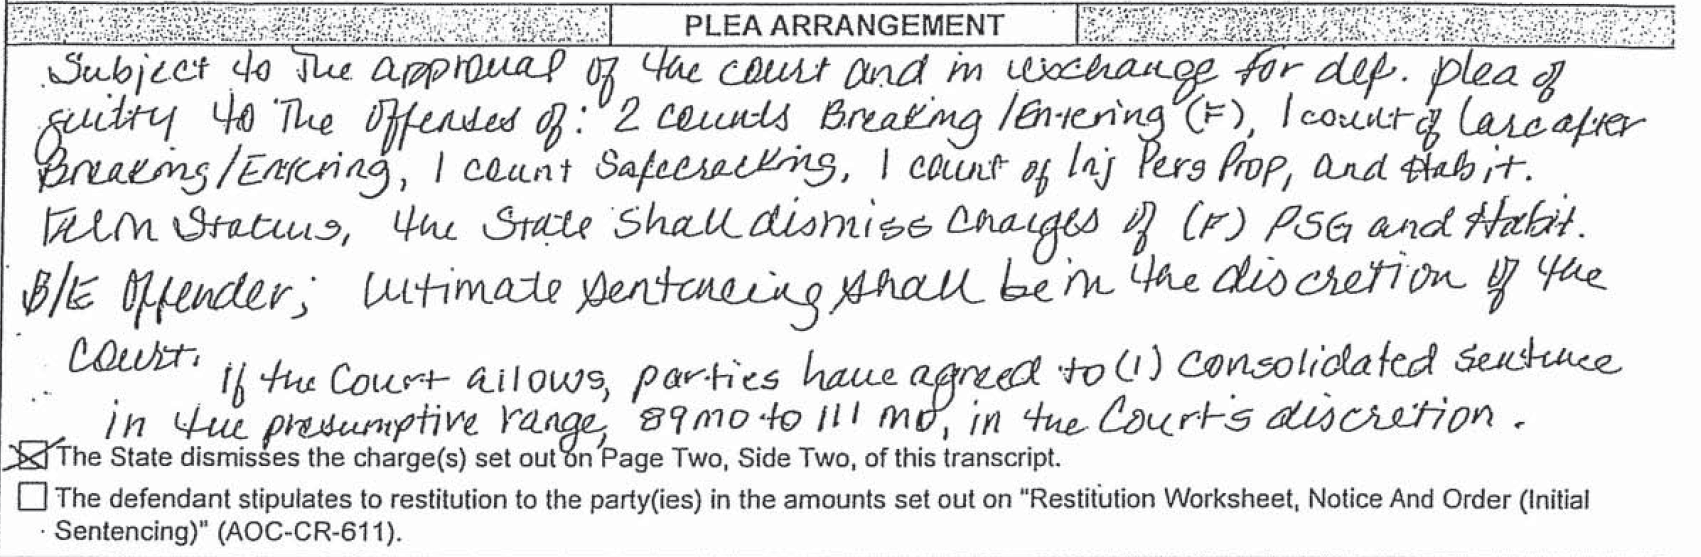 PLEA ARRANGEMENT
Subject to The approval of the court and in exchange for def. plea of
guilty to The Offenses of: 2 counts Breaking/Entering (F), 1 count of Larc after
Breaking/Entering, 1 count Safecracking, 1 count of Inj Pers Prop, and Habit.
Felon Status, the State shall dismiss Charges of (F) PSG and Habit.
B/E Offender; Ultimate sentencing shall be in the discretion of the
Court. If the Court allows, parties have agreed to (1) consolidated sentence
in the presumptive range, 89 mo to 111 mo, in the Court's discretion.
The State dismisses the charge(s) set out on Page Two, Side Two, of this transcript.
The defendant stipulates to restitution to the party(ies) in the amounts set out on "Restitution Worksheet, Notice And Order (Initial
Sentencing)" (AOC-CR-611).